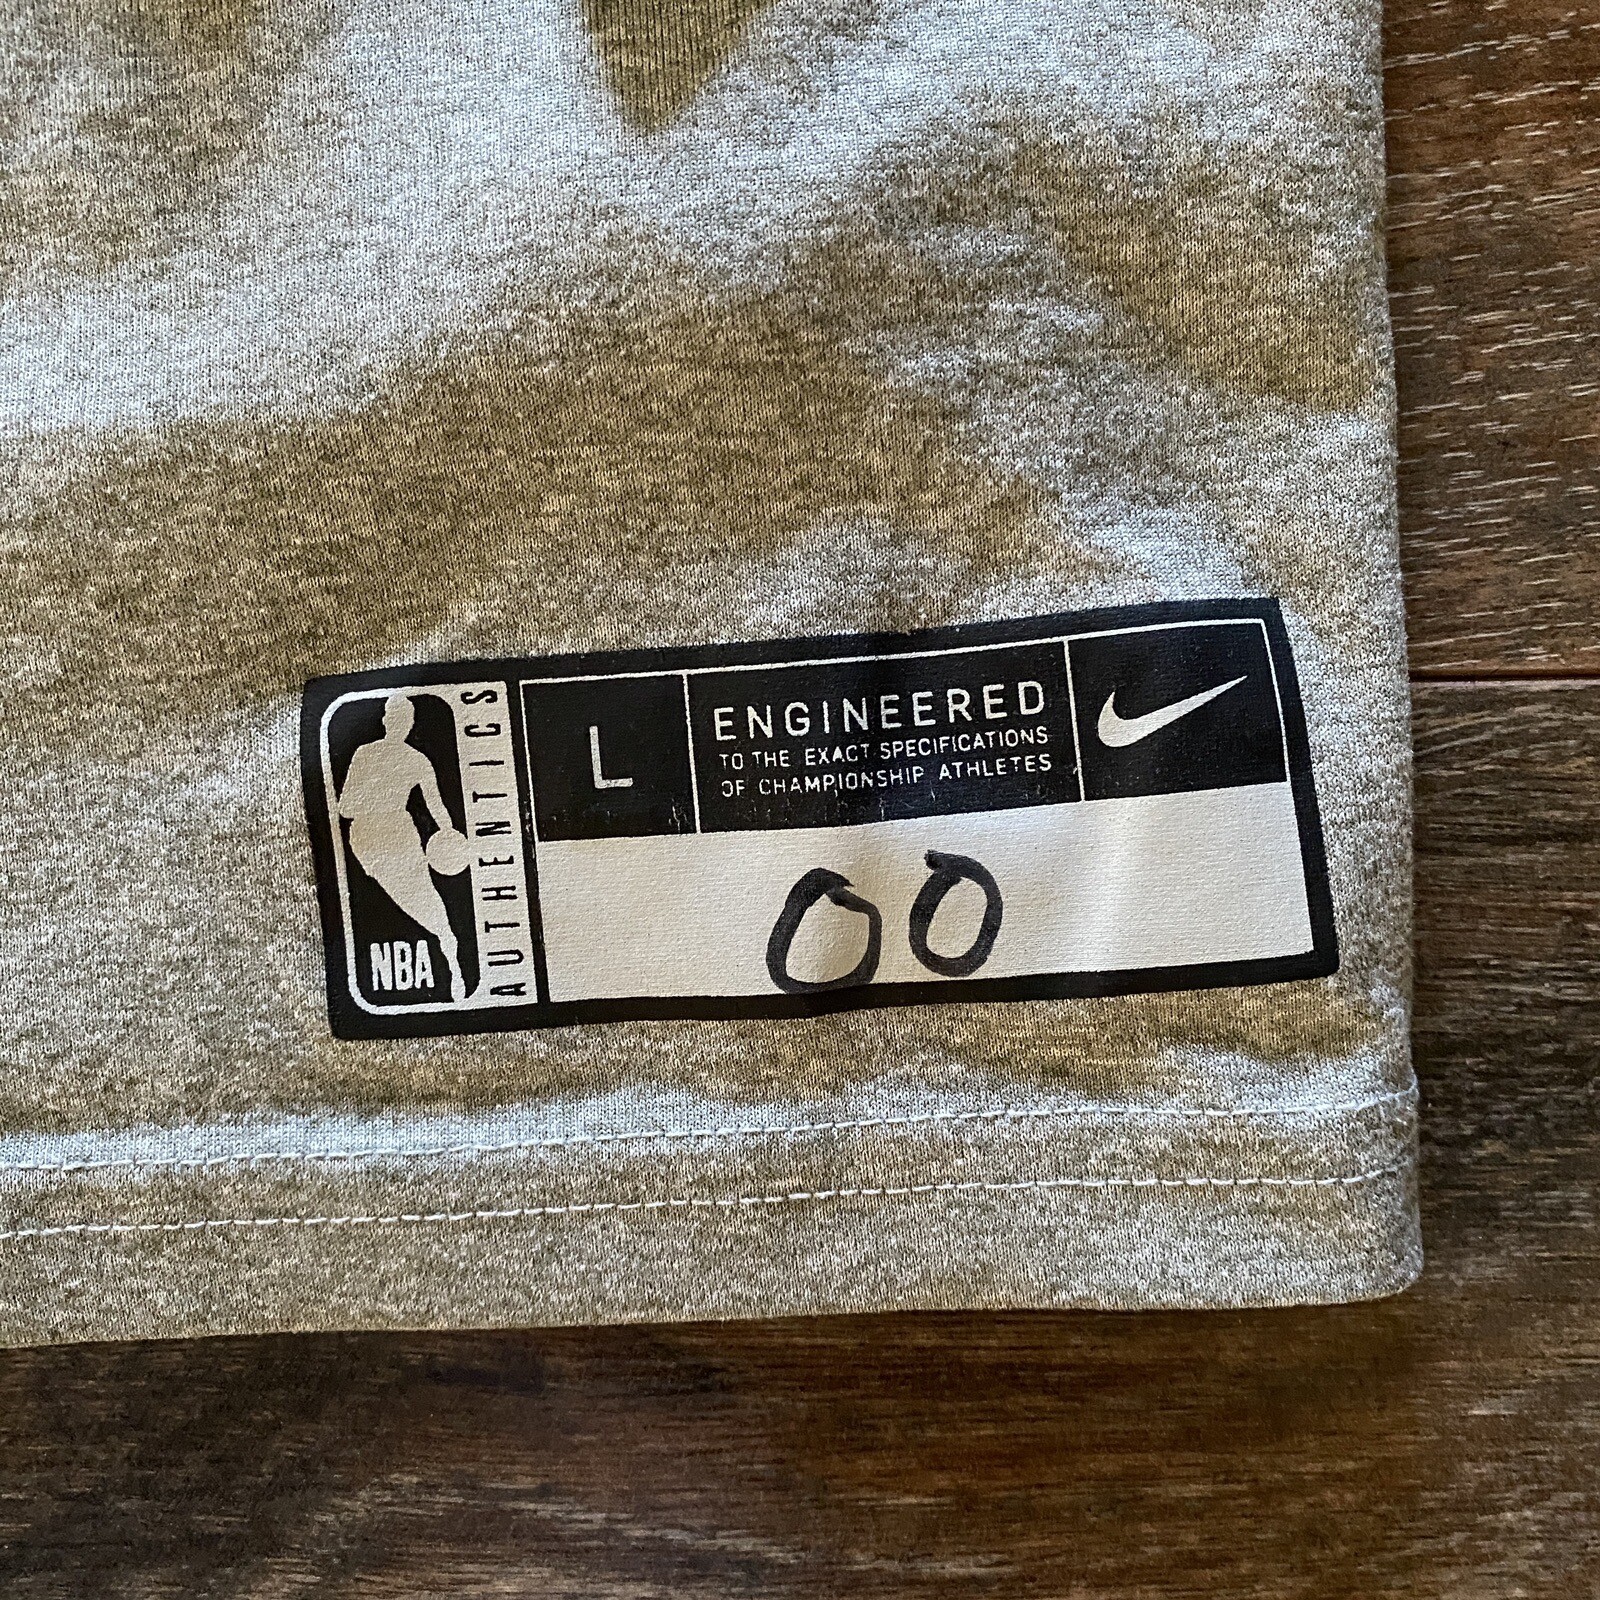 NBA
AUTHENTICS
L
ENGINEERED
TO THE EXACT SPECIFICATIONS
OF CHAMPIONSHIP ATHLETES
00